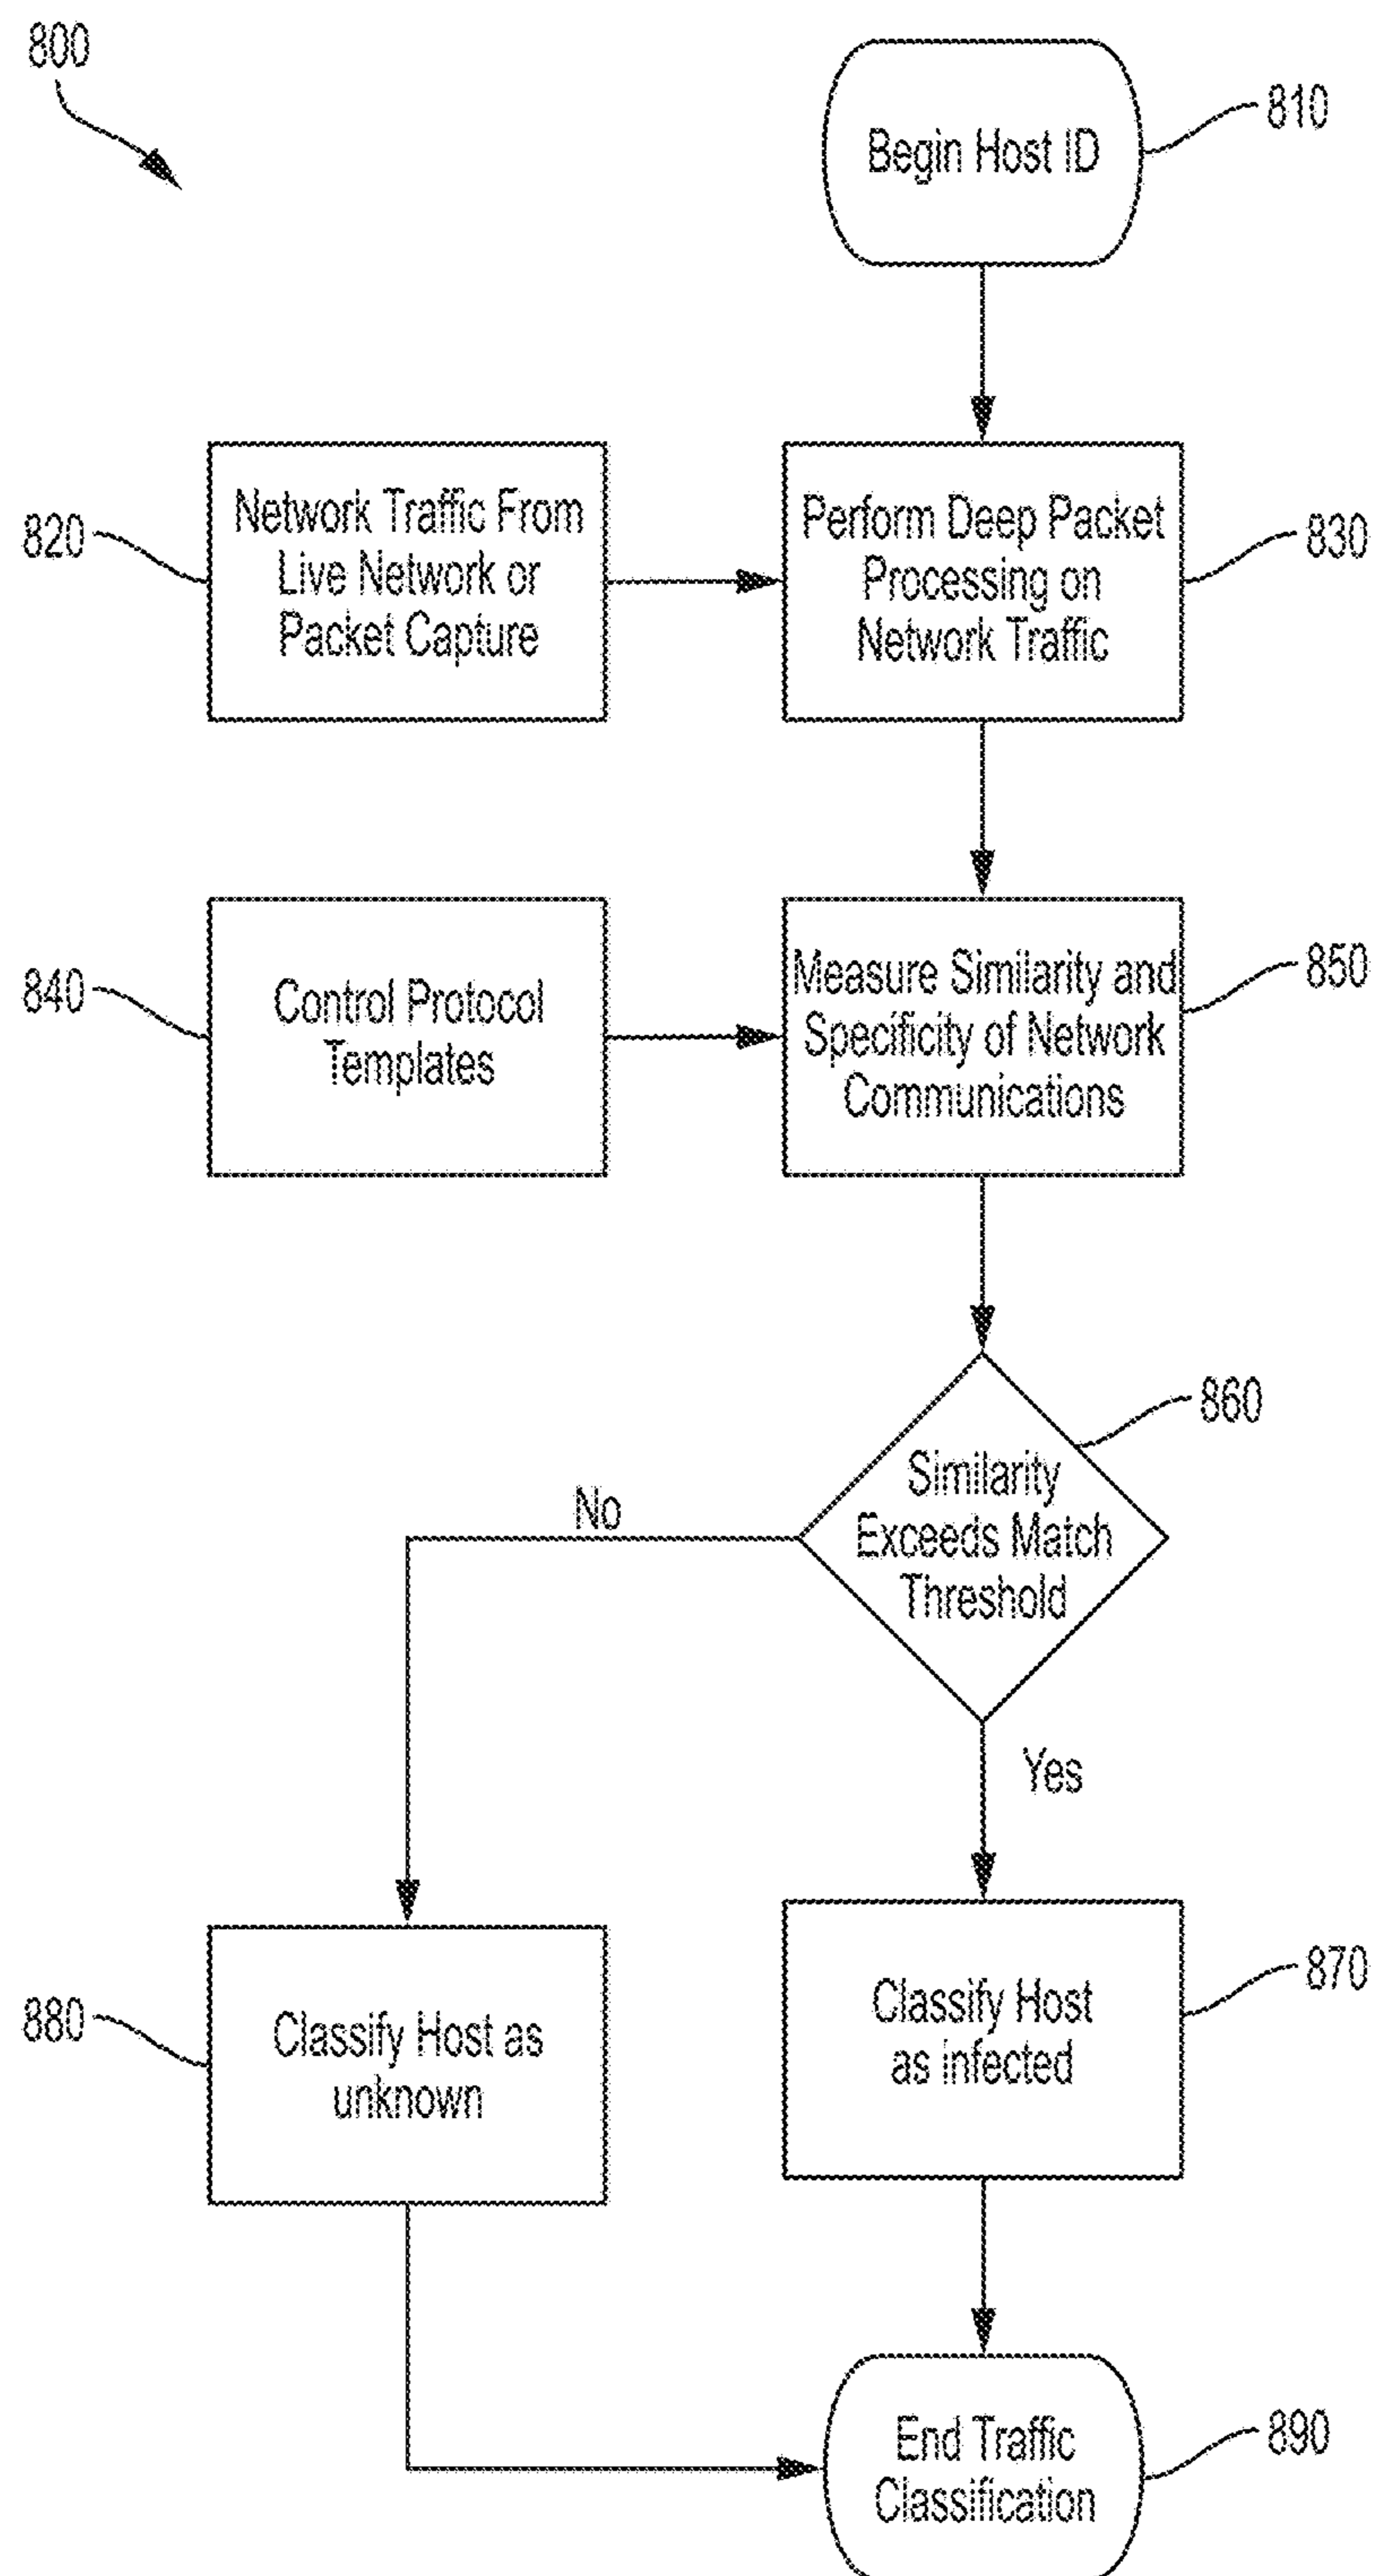 800
Begin Host ID
810
820
Network Traffic From
Live Network or
Packet Capture
Perform Deep Packet
Processing on
Network Traffic
830
840
Control Protocol
Templates
Measure Similarity and
Specificity of Network
Communications
850
860
Similarity
Exceeds Match
Threshold
No
Yes
880
Classify Host as
unknown
Classify Host
as infected
870
End Traffic
Classification
890